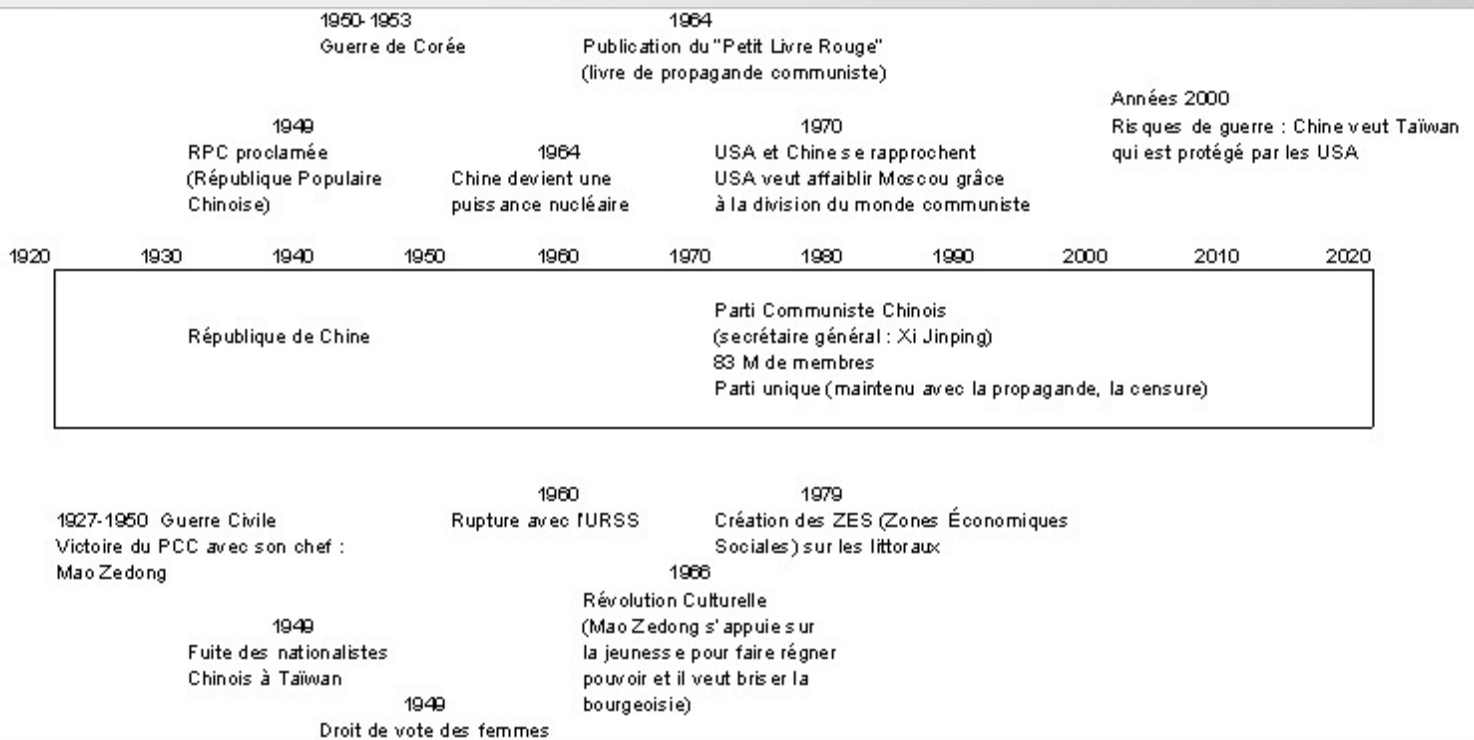 1950-1953
Guerre de Corée
1964
Publication du "Petit Livre Rouge"
(livre de propagande communiste)
Années 2000
Risques de guerre : Chine veut Taïwan
qui est protégé par les USA
1949
RPC proclamée
(République Populaire
Chinoise)
1964
Chine devient une
puissance nucléaire
1970
USA et Chine se rapprochent
USA veut affaiblir Moscou grâce
à la division du monde communiste
1920 1930 1940 1950 1960 1970 1980 1990 2000 2010 2020
République de Chine
Parti Communiste Chinois
(secrétaire général : Xi Jinping)
83 M de membres
Parti unique (maintenu avec la propagande, la censure)
1927-1950 Guerre Civile
Victoire du PCC avec son chef :
Mao Zedong
1960
Rupture avec l'URSS
1979
Création des ZES (Zones Économiques
Sociales) sur les littoraux
1966
Révolution Culturelle
(Mao Zedong s'appuie sur
la jeunesse pour faire régner
pouvoir et il veut briser la
bourgeoisie)
1949
Fuite des nationalistes
Chinois à Taïwan
1949
Droit de vote des femmes